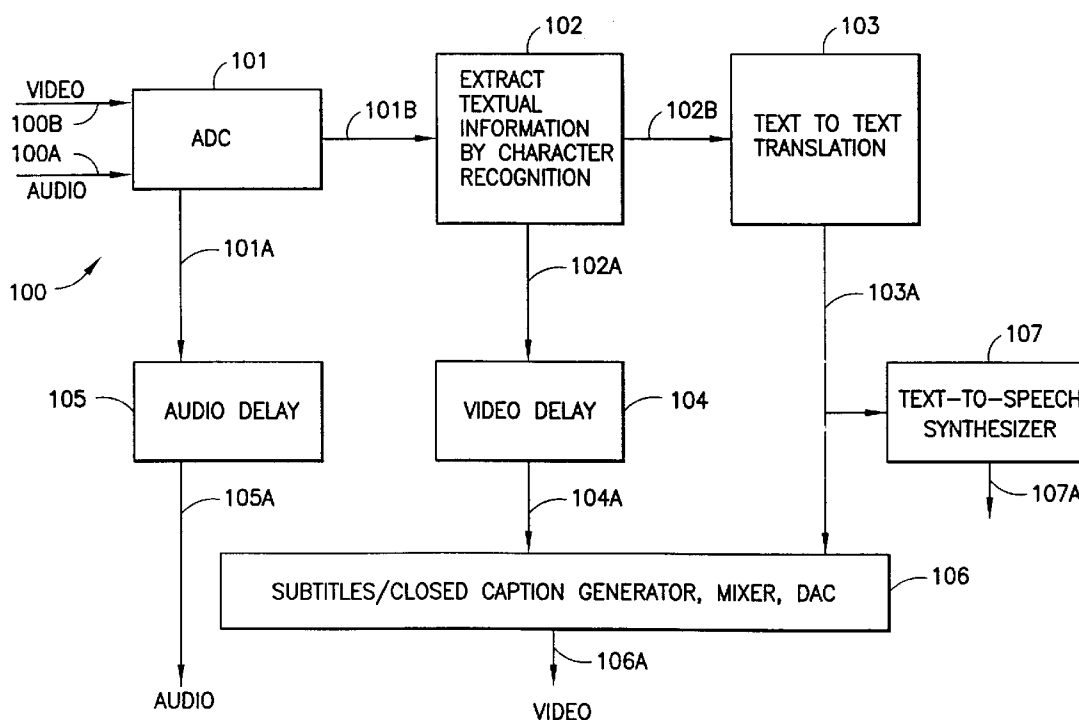 101
102
103
VIDEO
100B
100A
AUDIO
ADC
101B
EXTRACT
TEXTUAL
INFORMATION
BY CHARACTER
RECOGNITION
102B
TEXT TO TEXT
TRANSLATION
101A
102A
103A
100
107
105
AUDIO DELAY
VIDEO DELAY
104
TEXT-TO-SPEECH
SYNTHESIZER
105A
104A
107A
SUBTITLES/CLOSED CAPTION GENERATOR, MIXER, DAC
106
106A
AUDIO
VIDEO